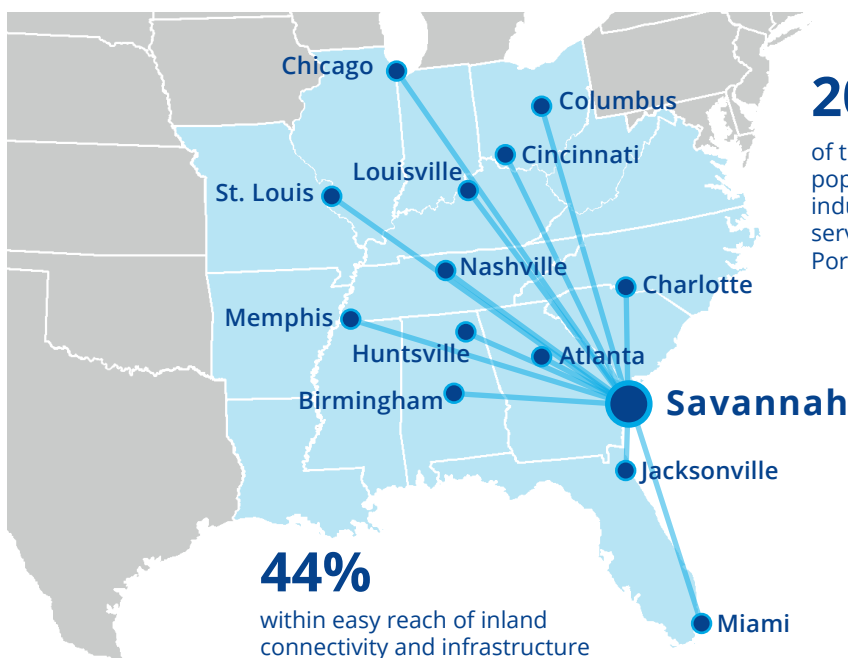 Chicago
Columbus
Cincinnati
Louisville
St. Louis
Nashville
Charlotte
Memphis
Huntsville
Atlanta
Birmingham
Savannah
Jacksonville
Miami
44%
within easy reach of inland
connectivity and infrastructure
of t